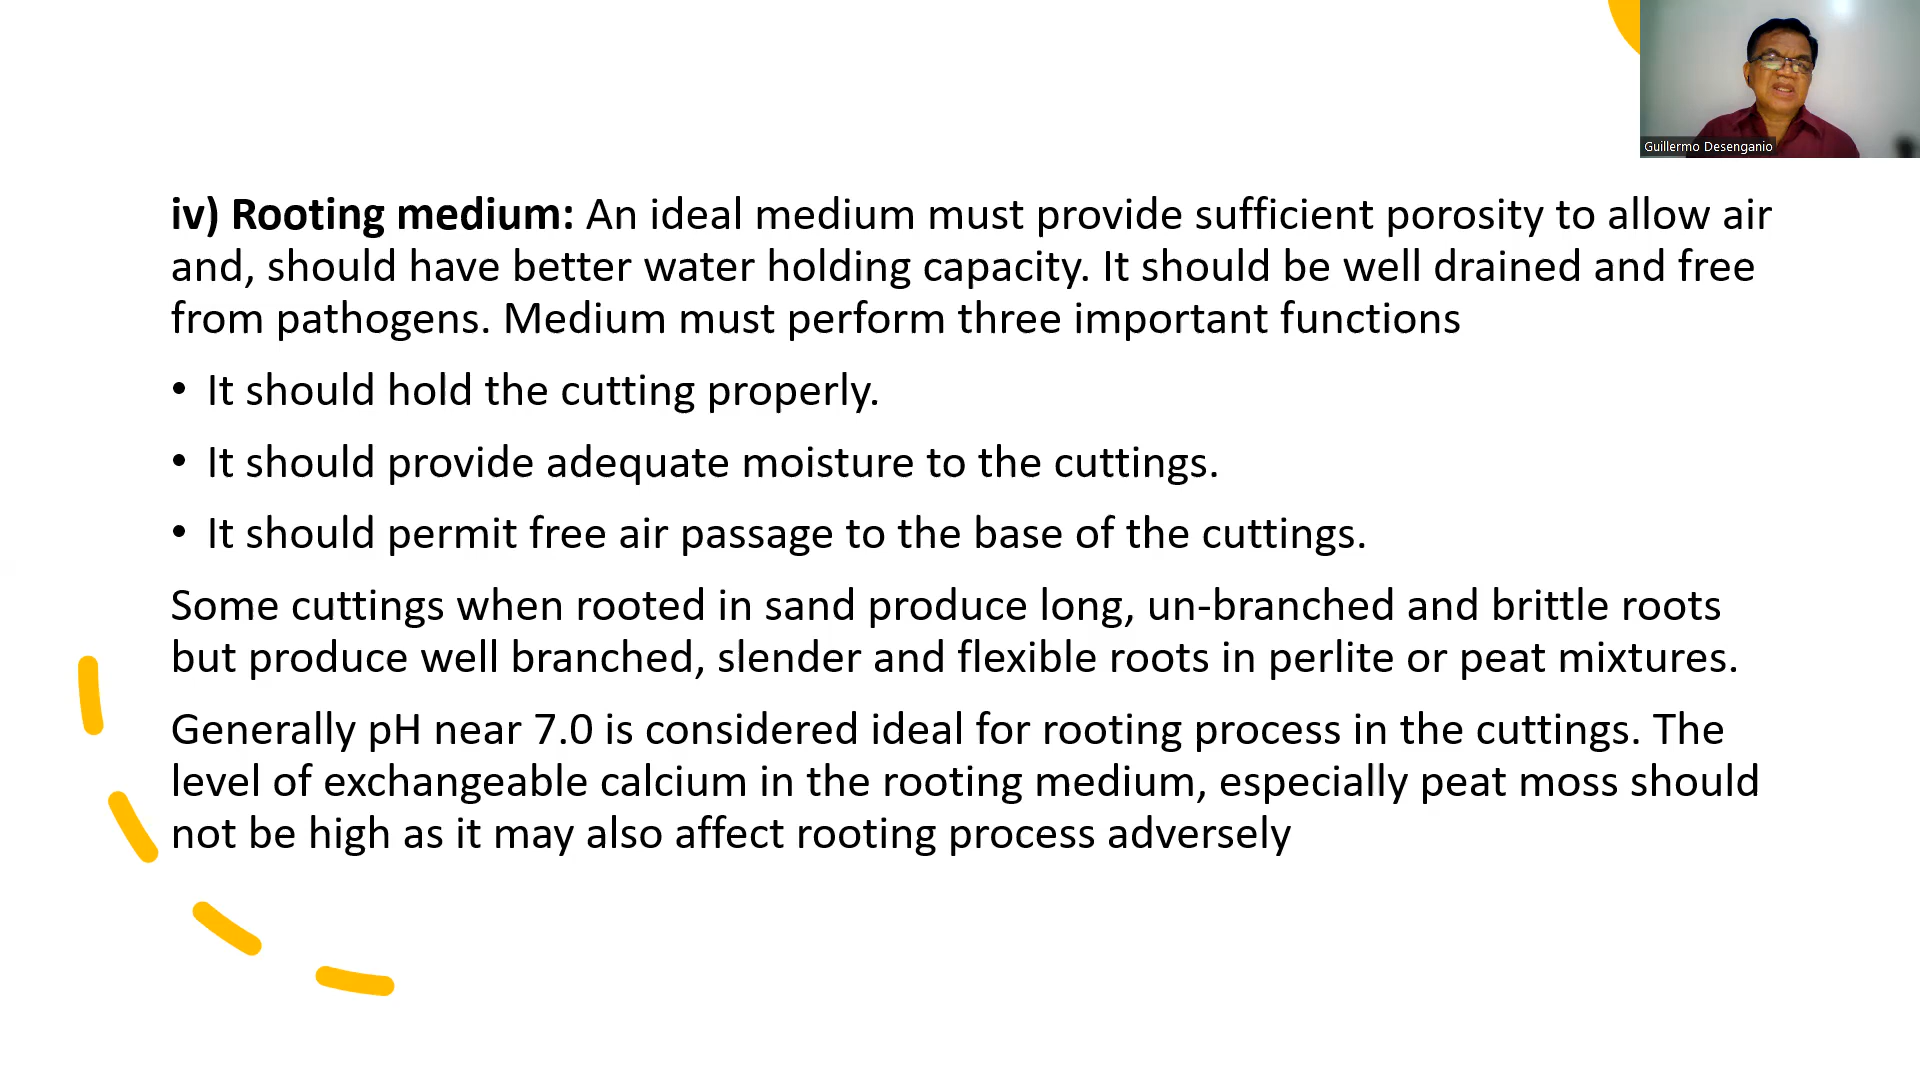 Guillermo Desenganio
iv) Rooting medium: An ideal medium must provide sufficient porosity to allow air
and, should have better water holding capacity. It should be well drained and free
from pathogens. Medium must perform three important functions
• It should hold the cutting properly.
• It should provide adequate moisture to the cuttings.
• It should permit free air passage to the base of the cuttings.
Some cuttings when rooted in sand produce long, un-branched and brittle roots
but produce well branched, slender and flexible roots in perlite or peat mixtures.
Generally pH near 7.0 is considered ideal for rooting process in the cuttings. The
level of exchangeable calcium in the rooting medium, especially peat moss should
not be high as it may also affect rooting process adversely